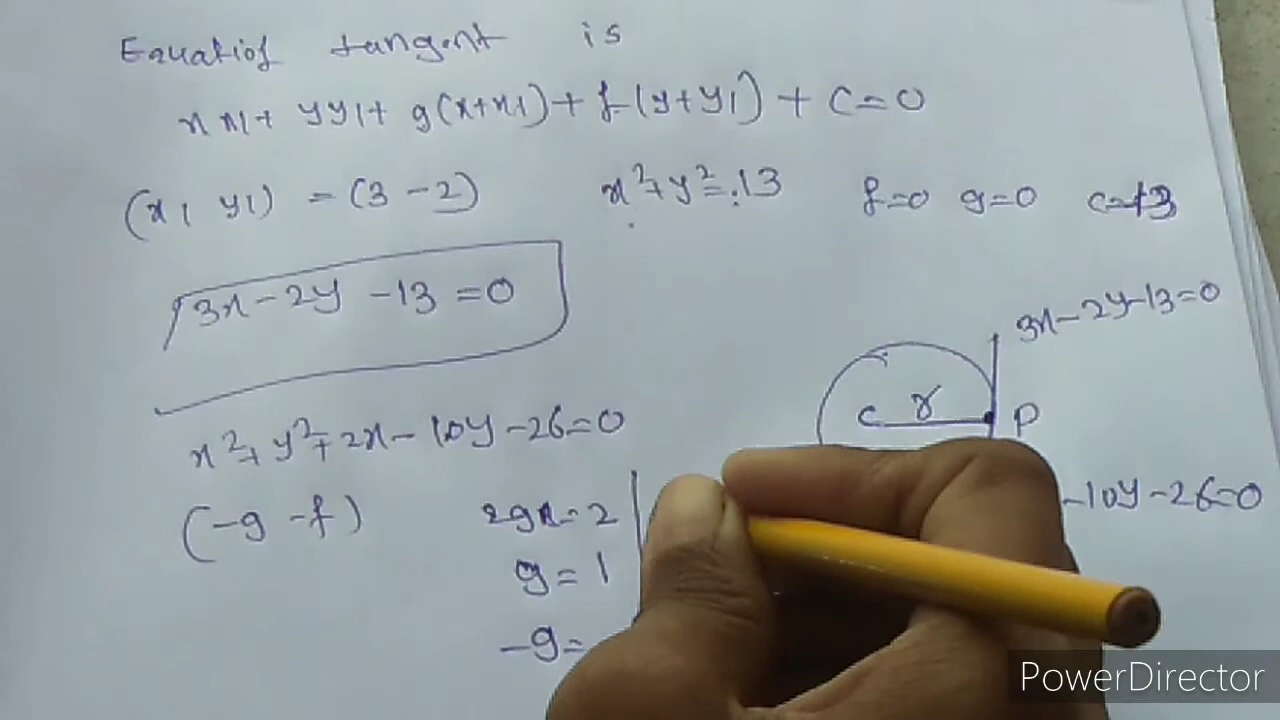 Equatiof tangent is
xx1+ yy1+ g(x+x1)+ f(y+y1) + c=0
(x1 y1) = (3 -2) x²+y²=13 f=0 g=0
3x-2y -13 =0
3x-2y-13=0
x²+y²+2x-10y-26=0
c r P
(-g -f) 2gx=2 -10y-26=0
g=1
-g=
PowerDirector